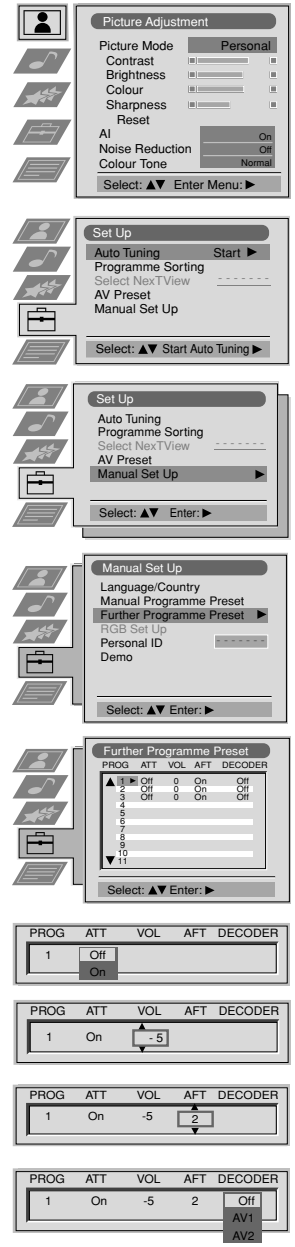 Picture Adjustment
Picture Mode Personal
Contrast
Brightness
Colour
Sharpness
Reset
AI On
Noise Reduction Off
Colour Tone Normal
Select: ▲▼ Enter Menu: ▶
Set Up
Auto Tuning Start ▶
Programme Sorting
Select NexTView - - - - - - -
AV Preset
Manual Set Up
Select: ▲▼ Start Auto Tuning ▶
Set Up
Auto Tuning
Programme Sorting
Select NexTView - - - - - - -
AV Preset
Manual Set Up ▶
Select: ▲▼ Enter: ▶
Manual Set Up
Language/Country
Manual Programme Preset
Further Programme Preset ▶
RGB Set Up
Personal ID - - - - - - -
Demo
Select: ▲▼ Enter: ▶
Further Programme Preset
PROG ATT VOL AFT DECODER
▲ 1 ▶ Off 0 On Off
2 Off 0 On Off
3 Off 0 On Off
4
5
6
7
8
9
10
▼ 11
Select: ▲▼ Enter: ▶
PROG ATT VOL AFT DECODER
1 Off
On
PROG ATT VOL AFT DECODER
1 On - 5
PROG ATT VOL AFT DECODER
1 On -5 2
PROG ATT VOL AFT DECODER
1 On -5 2 Off
AV1
AV2